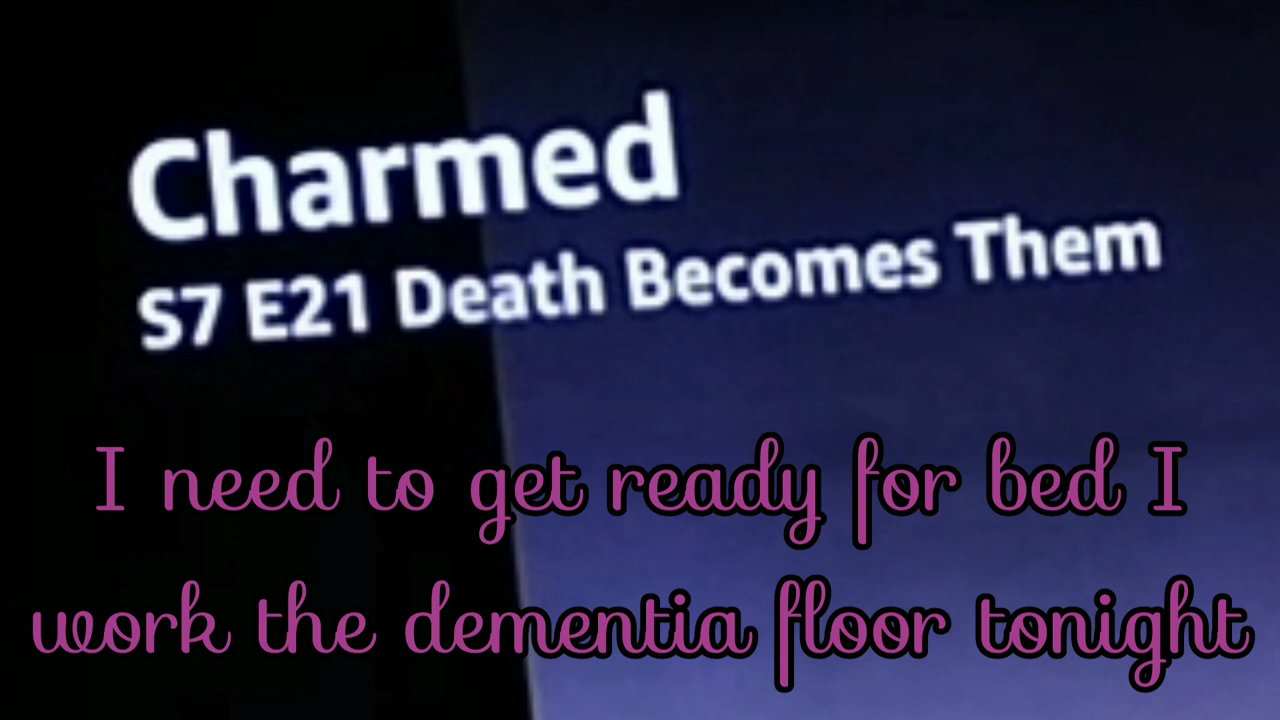 Charmed
S7 E21 Death Becomes Them
I need to get ready for bed I
work the dementia floor tonight